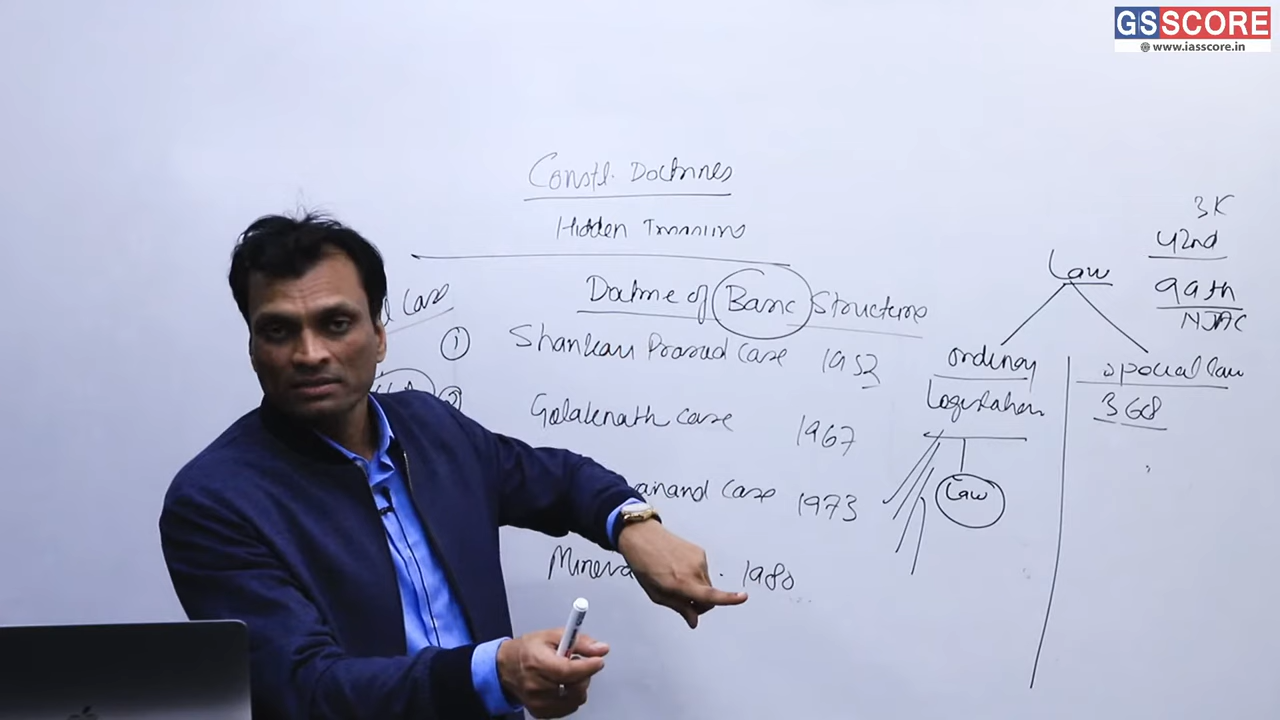 GSSCORE
www.iasscore.in
Constl. Doctrines
Hidden
Doctrine of Basic Structure
Case
1 Shankari Prasad Case 1952
Golaknath case 1967
anand Case 1973
Minerva 1980
Law
ordinary
Legislation
Law
special law
368
3K
42nd
99th
NJAC